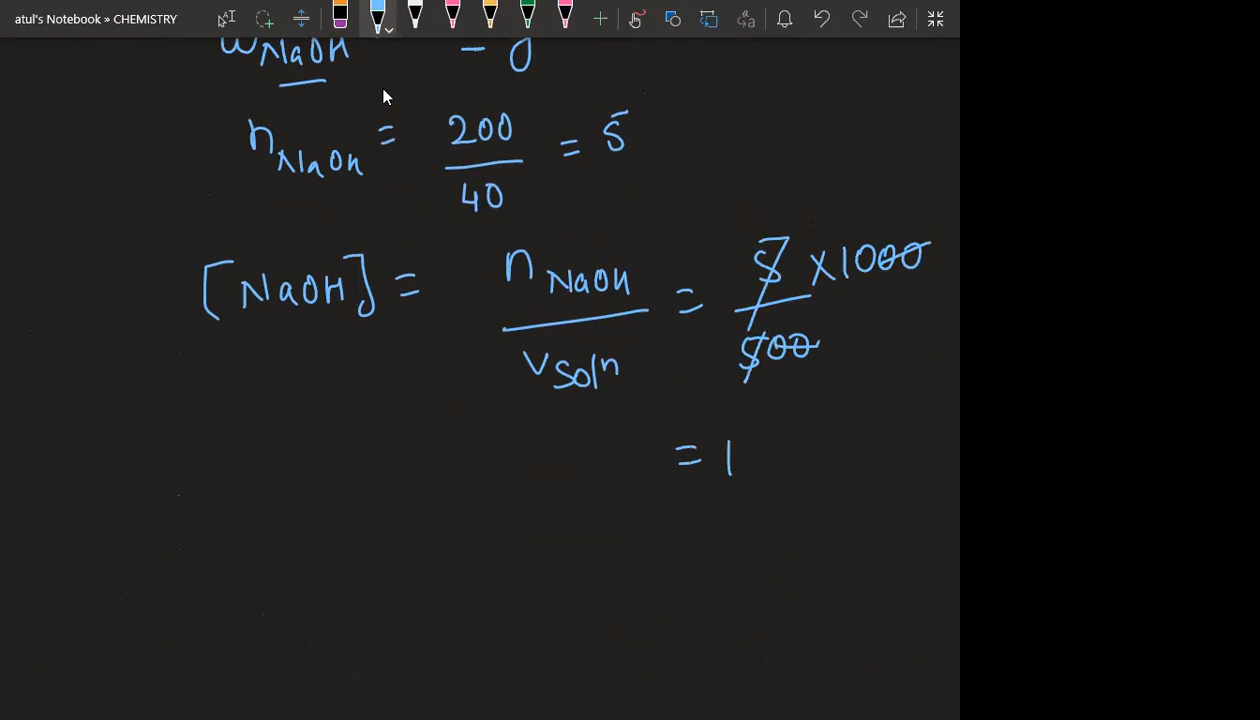 atul's Notebook » CHEMISTRY
w NaOH
n NaOH = 200 / 40 = 5
[NaOH] = n NaOH / V Soln = 5 × 1000 / 500
= 1